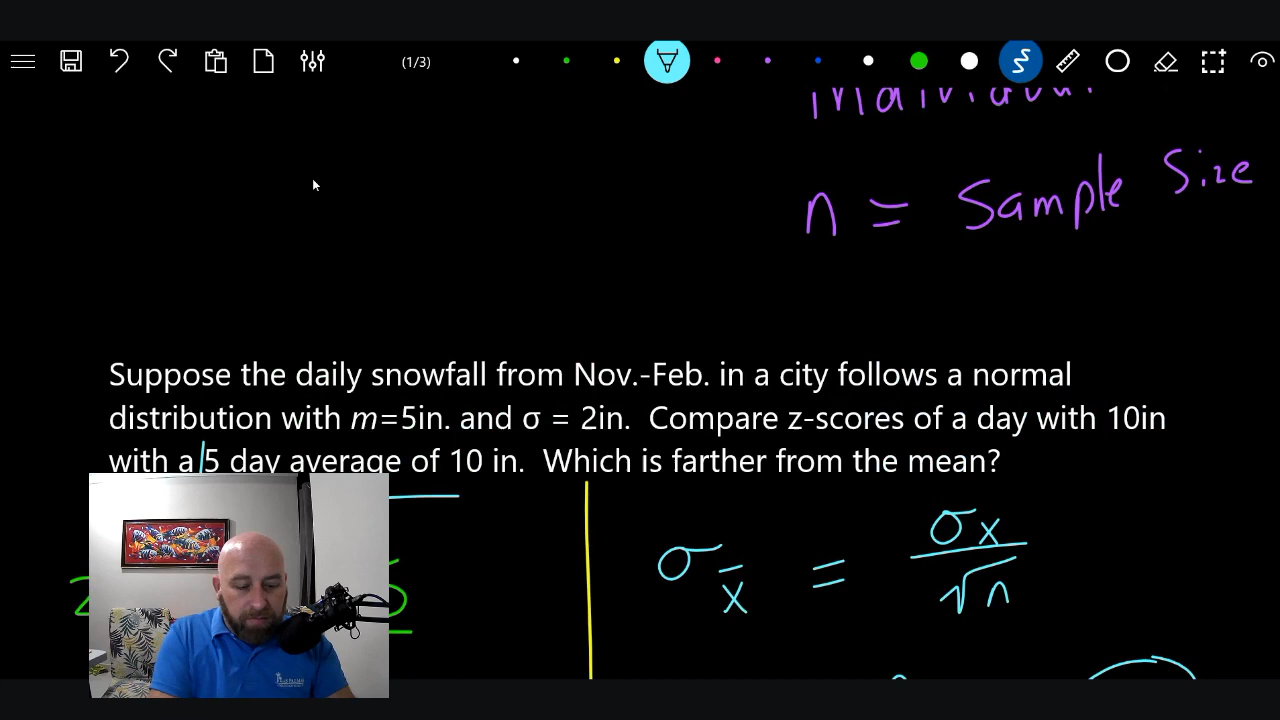 (1/3)
n = Sample Size
Suppose the daily snowfall from Nov.-Feb. in a city follows a normal
distribution with m=5in. and σ = 2in. Compare z-scores of a day with 10in
with a 5 day average of 10 in. Which is farther from the mean?
σx̄ = σx/√n